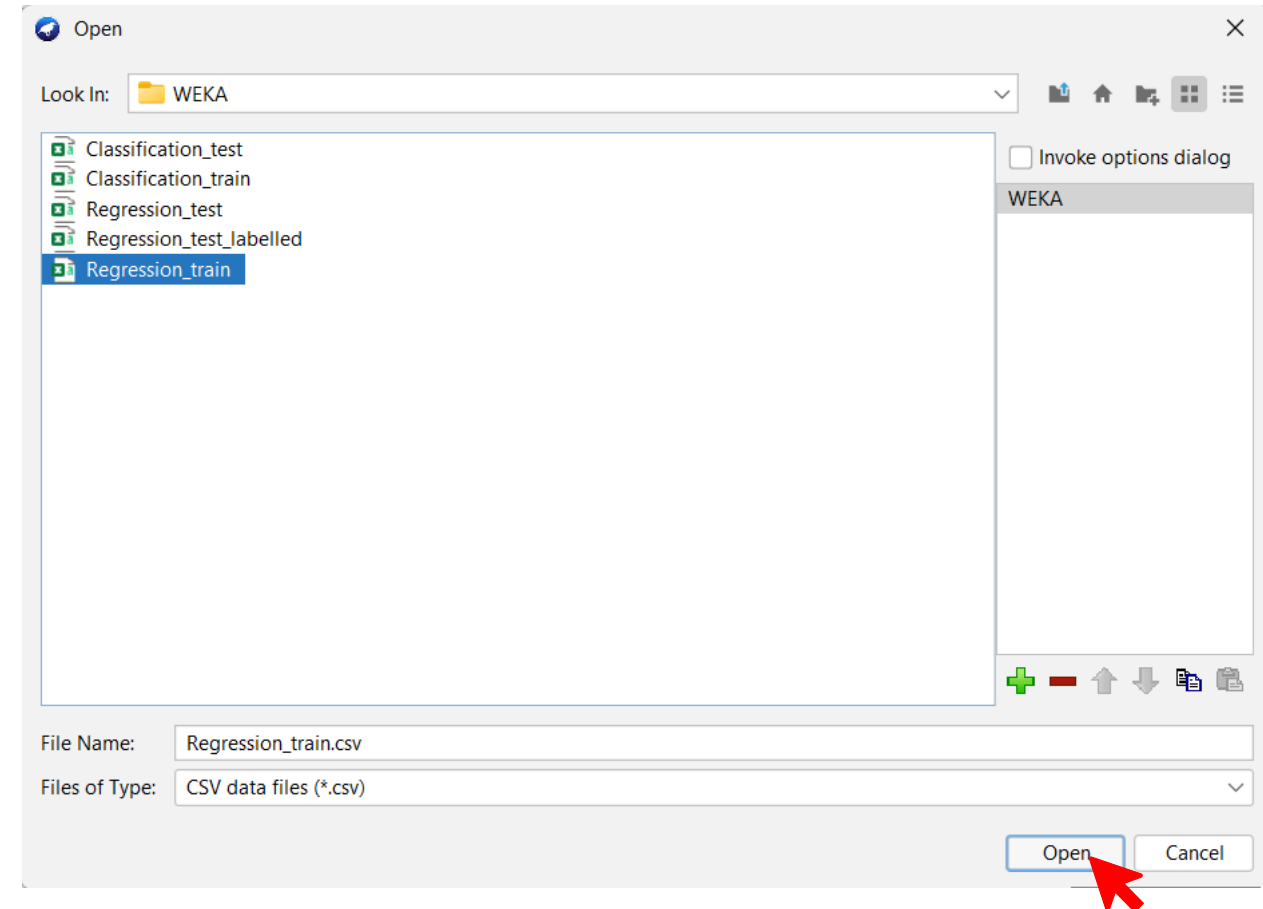 Open
Look In: WEKA
Classification_test
Classification_train
Regression_test
Regression_test_labelled
Regression_train
Invoke options dialog
WEKA
File Name: Regression_train.csv
Files of Type: CSV data files (*.csv)
Open Cancel